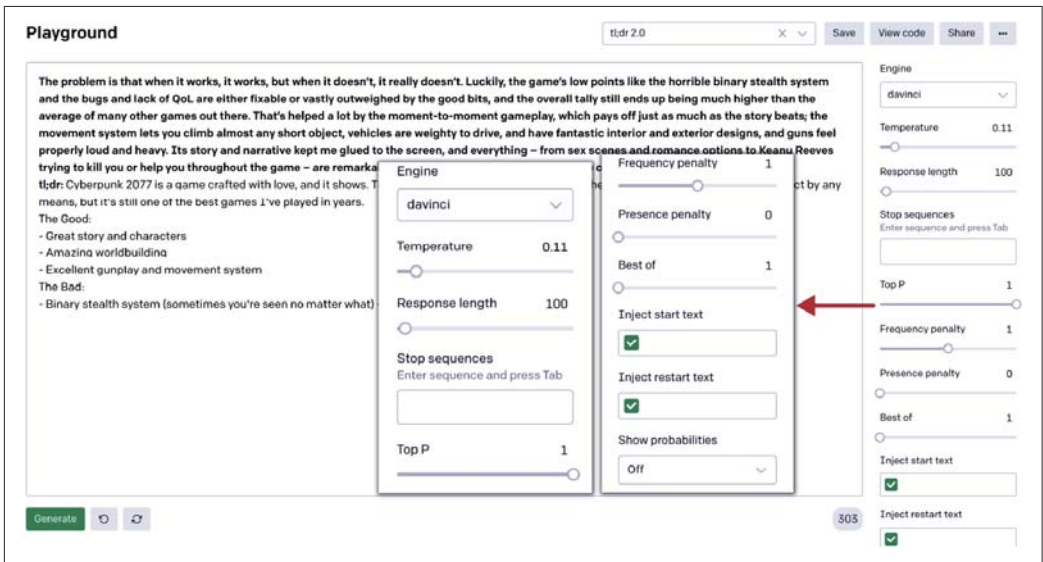 Playground
tl;dr 2.0
Save
View code
Share
The problem is that when it works, it works, but when it doesn't, it really doesn't. Luckily, the game's low points like the horrible binary stealth system
and the bugs and lack of QoL are either fixable or vastly outweighed by the good bits, and the overall tally still ends up being much higher than the
average of many other games out there. That's helped a lot by the moment-to-moment gameplay, which pays off just as much as the story beats; the
movement system lets you climb almost any short object, vehicles are weighty to drive, and have fantastic interior and exterior designs, and guns feel
properly loud and heavy. Its story and narrative kept me glued to the screen, and everything – from sex scenes and romance options to Keanu Reeves
trying to kill you or help you throughout the game – are
tl;dr: Cyberpunk 2077 is a game crafted with love, and it shows. ct by any
means, but it's still one of the best games I've played in years.
The Good:
- Great story and characters
- Amazing worldbuilding
- Excellent gunplay and movement system
The Bad:
- Binary stealth system (sometimes you're seen no matter what)
Engine
davinci
Temperature 0.11
Response length 100
Stop sequences
Enter sequence and press Tab
Top P 1
Frequency penalty 1
Presence penalty 0
Best of 1
Inject start text
Inject restart text
Show probabilities
Off
Engine
davinci
Temperature 0.11
Response length 100
Stop sequences
Enter sequence and press Tab
Top P 1
Frequency penalty 1
Presence penalty 0
Best of 1
Inject start text
Inject restart text
Generate
303